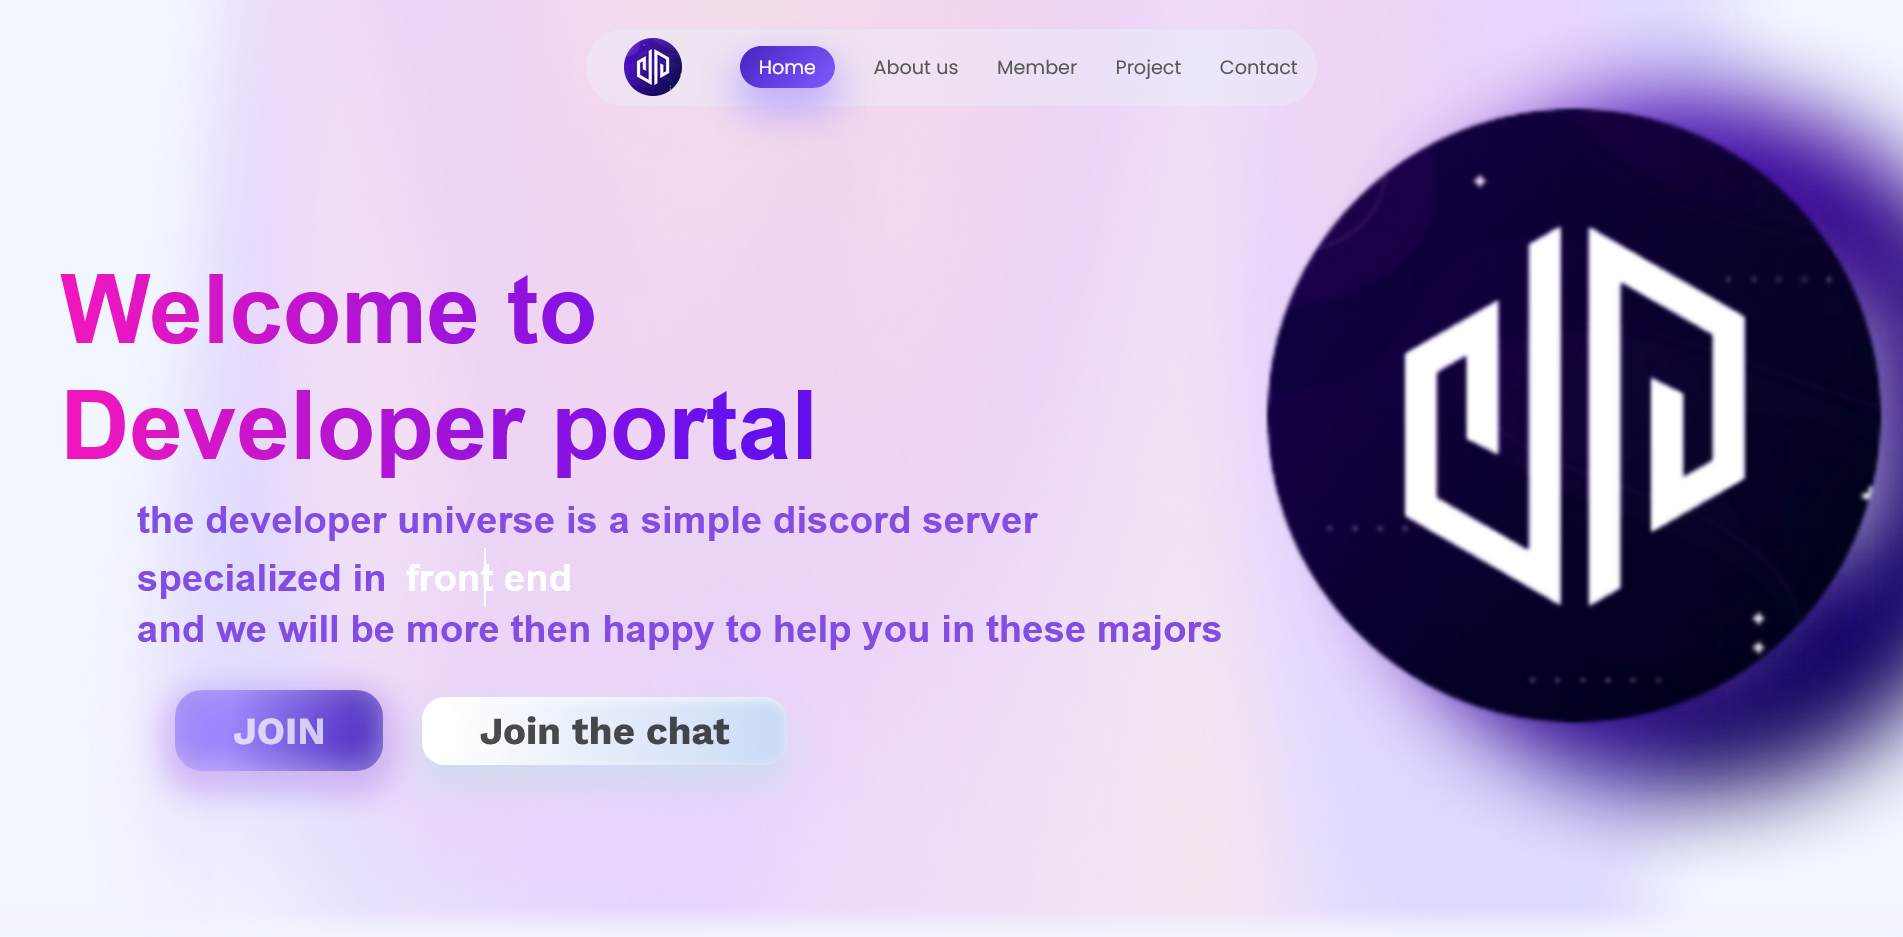 Home About us Member Project Contact
Welcome to
Developer portal
the developer universe is a simple discord server
specialized in front end
and we will be more then happy to help you in these majors
JOIN Join the chat